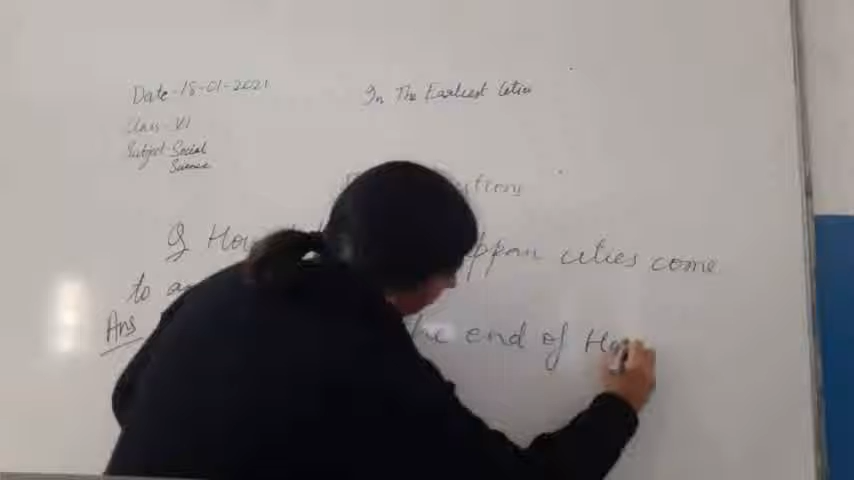 Date-18-01-2021
In The Earliest Cities
Class-VI
Subject-Social
Science
Q How ppan cities come
to
Ans the end of Ha